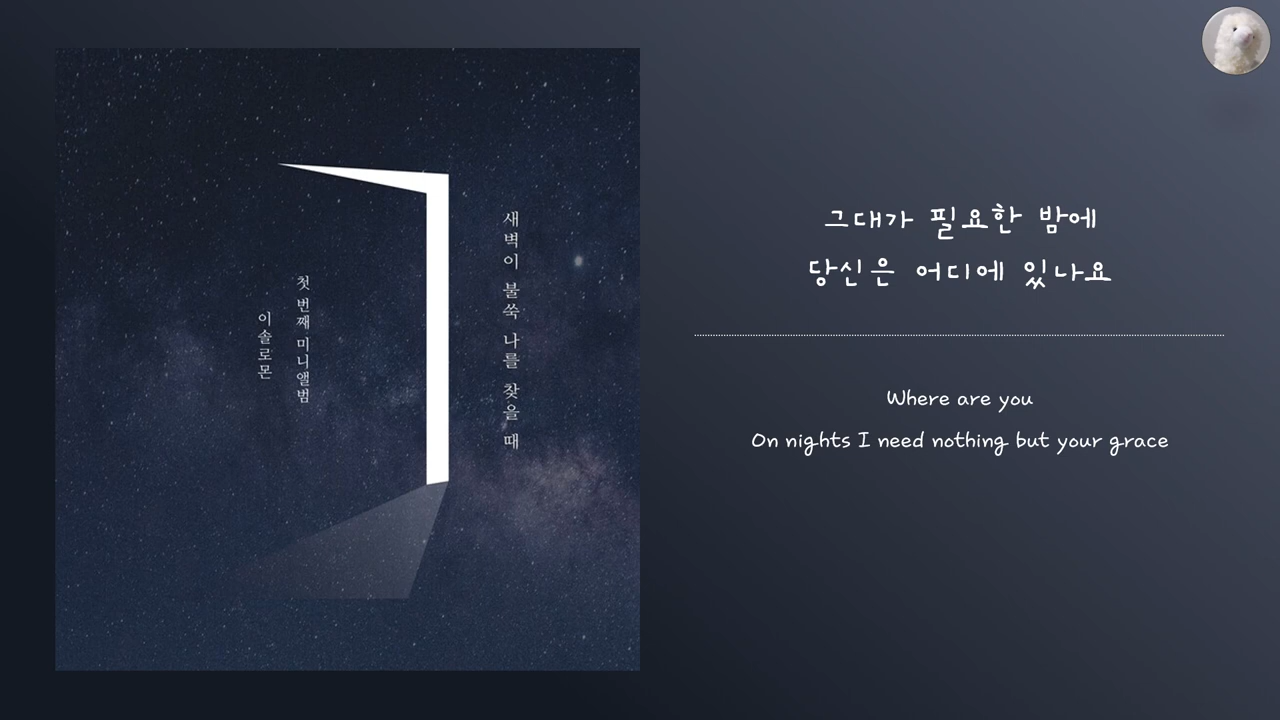 새벽이 불쑥 나를 찾을 때
첫 번째 미니앨범
이솔로몬
그대가 필요한 밤에
당신은 어디에 있나요
Where are you
On nights I need nothing but your grace